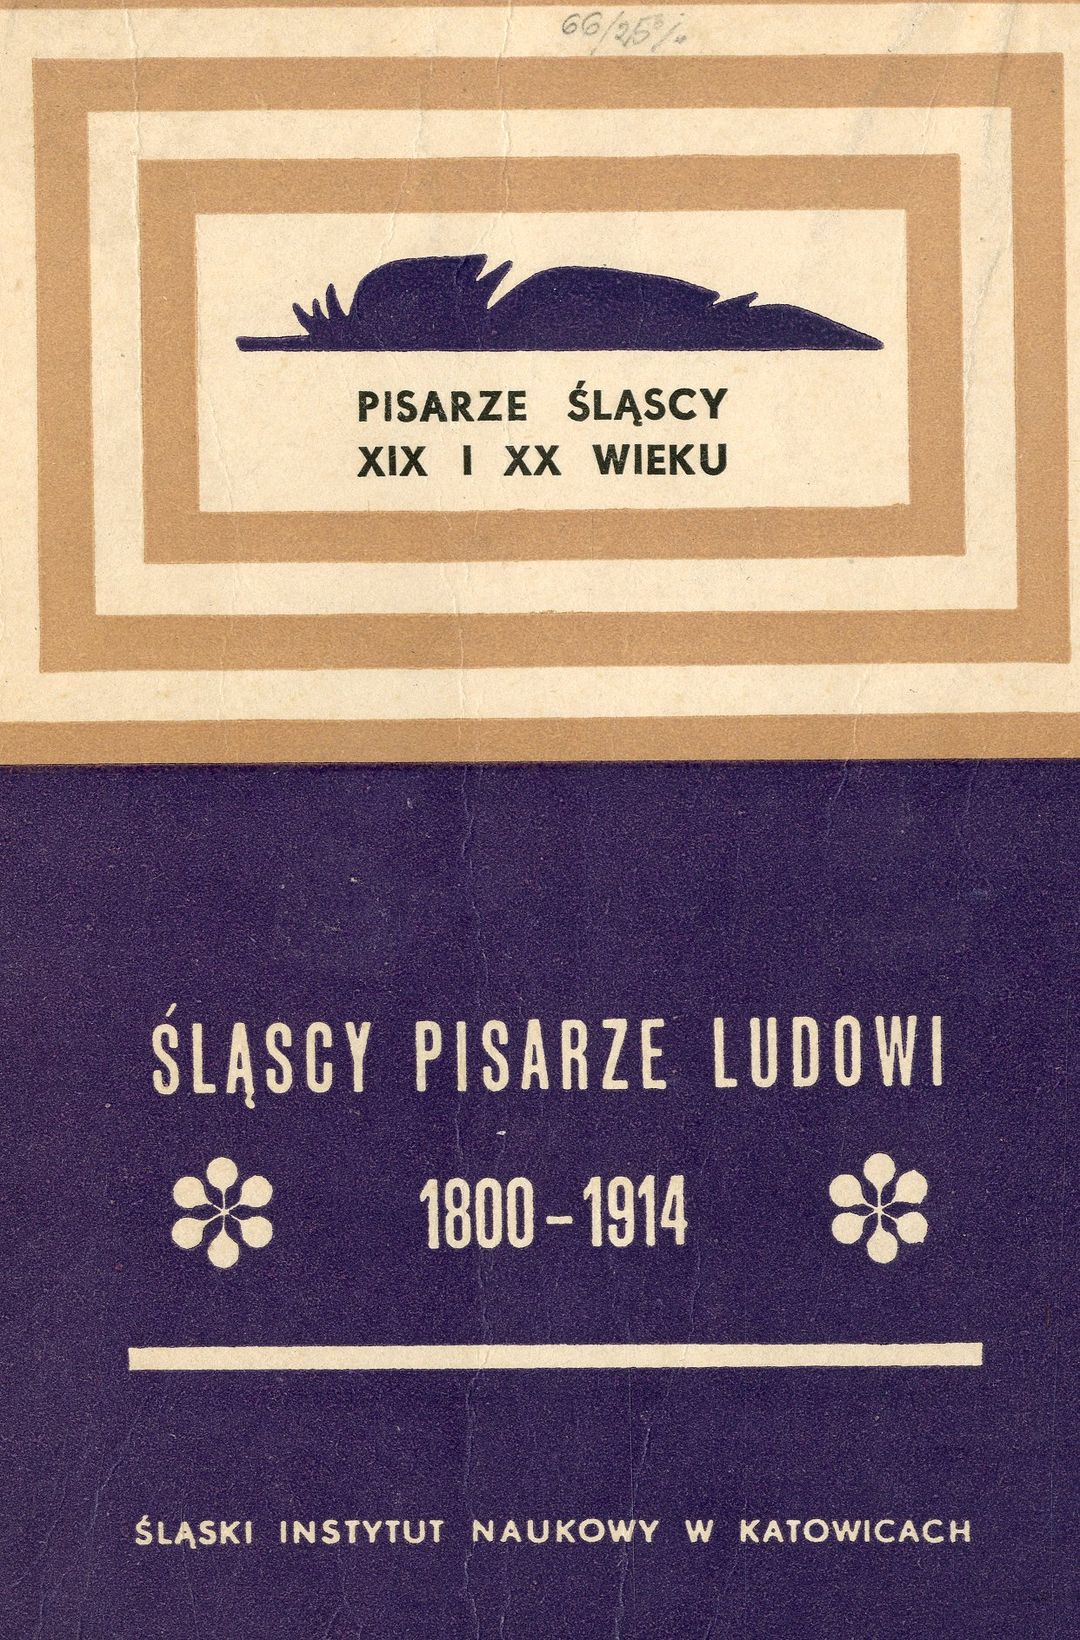 66/25%
PISARZE ŚLĄSCY
XIX I XX WIEKU
ŚLĄSCY PISARZE LUDOWI
1800-1914
ŚLĄSKI INSTYTUT NAUKOWY W KATOWICACH